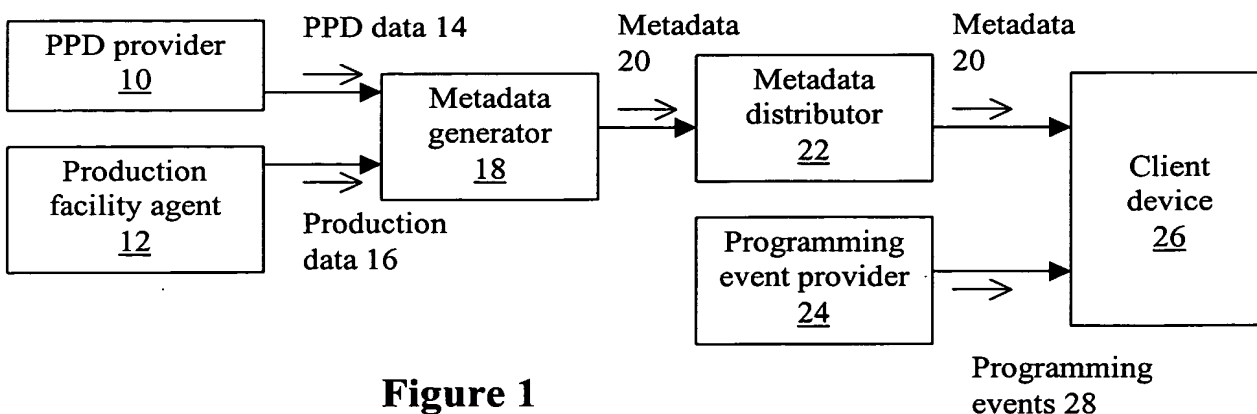 PPD provider
10
PPD data 14
Production
facility agent
12
Production
data 16
Metadata
generator
18
Metadata
20
Metadata
distributor
22
Metadata
20
Programming
event provider
24
Programming
events 28
Client
device
26
Figure 1